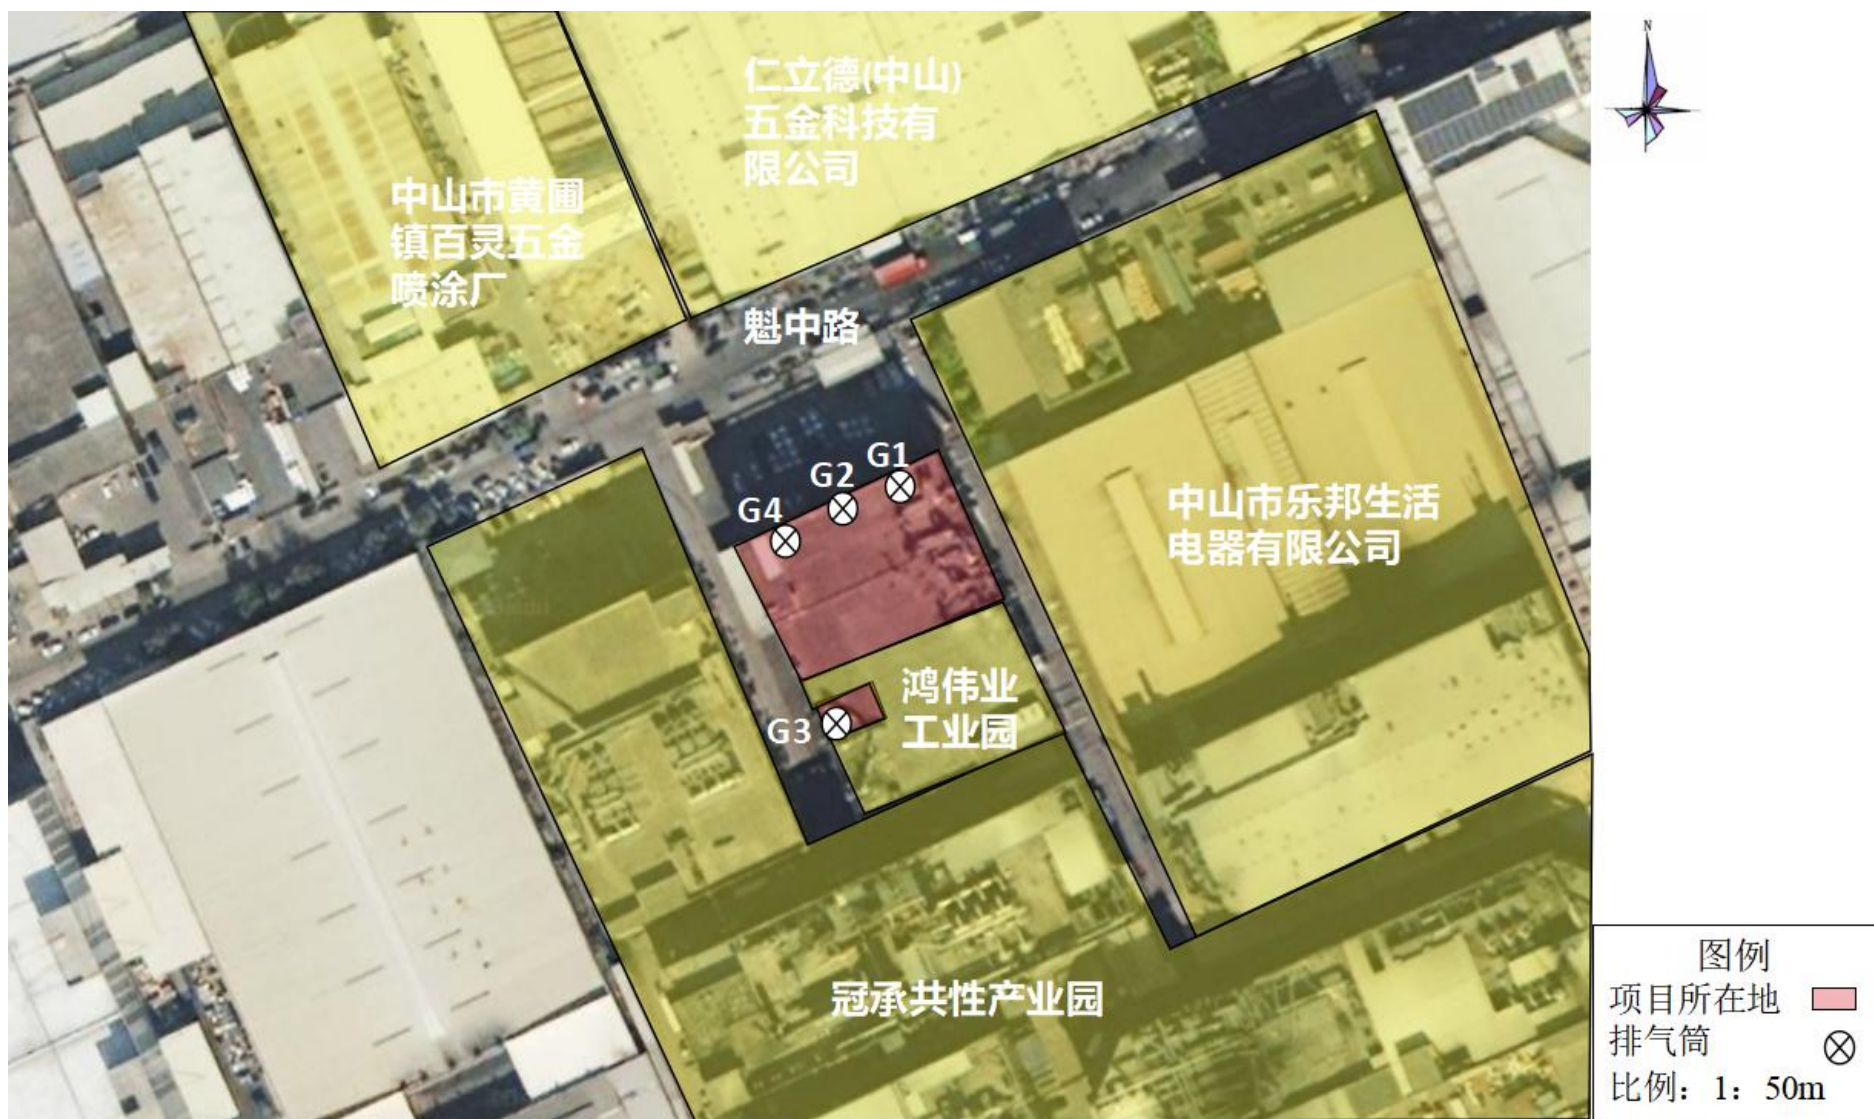 N
仁立德(中山)
五金科技有
限公司
中山市黄圃
镇百灵五金
喷涂厂
魁中路
G1
G2
G4
中山市乐邦生活
电器有限公司
鸿伟业
工业园
G3
冠承共性产业园
图例
项目所在地
排气筒
比例：1：50m